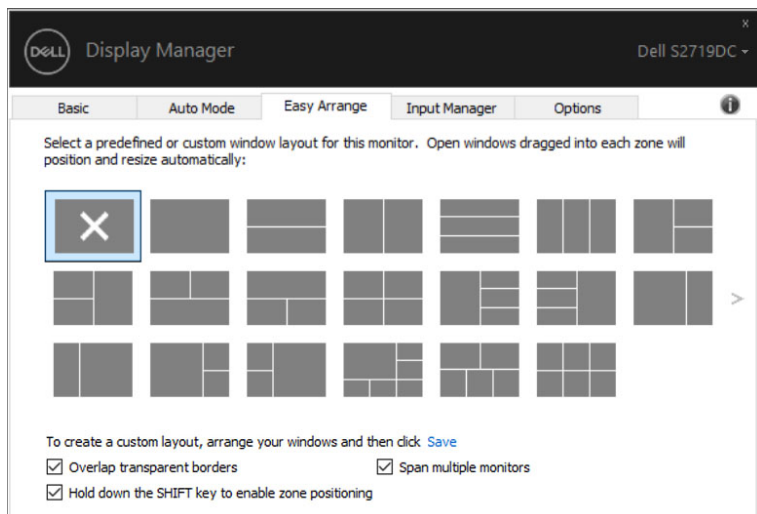 x
DELL
Display Manager
Dell S2719DC
Basic
Auto Mode
Easy Arrange
Input Manager
Options
i
Select a predefined or custom window layout for this monitor. Open windows dragged into each zone will
position and resize automatically:
>
To create a custom layout, arrange your windows and then click Save
Overlap transparent borders
Span multiple monitors
Hold down the SHIFT key to enable zone positioning